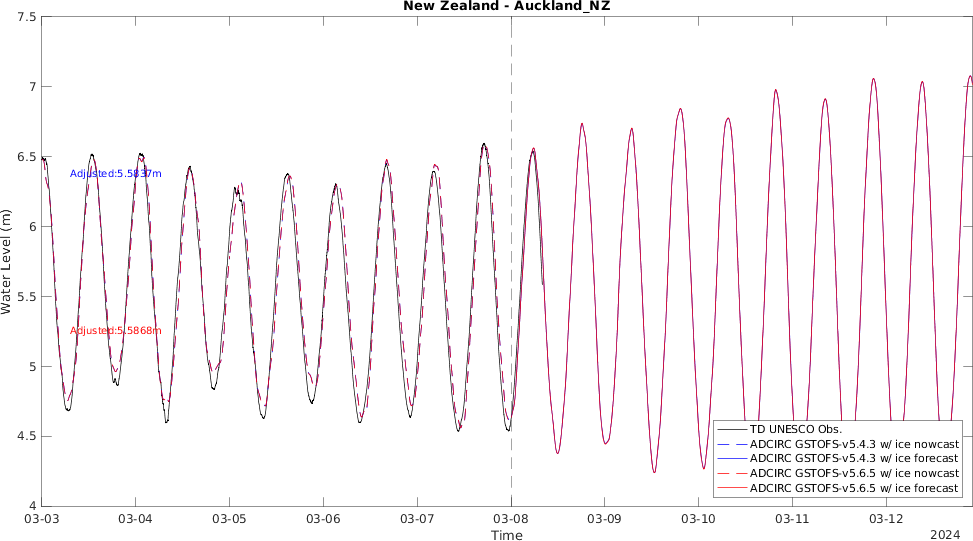 New Zealand - Auckland_NZ
7.5
7
6.5
6
5.5
5
4.5
4
Water Level (m)
Adjusted:5.5837m
Adjusted:5.5868m
TD UNESCO Obs.
ADCIRC GSTOFS-v5.4.3 w/ ice nowcast
ADCIRC GSTOFS-v5.4.3 w/ ice forecast
ADCIRC GSTOFS-v5.6.5 w/ ice nowcast
ADCIRC GSTOFS-v5.6.5 w/ ice forecast
03-03 03-04 03-05 03-06 03-07 03-08 03-09 03-10 03-11 03-12
Time
2024